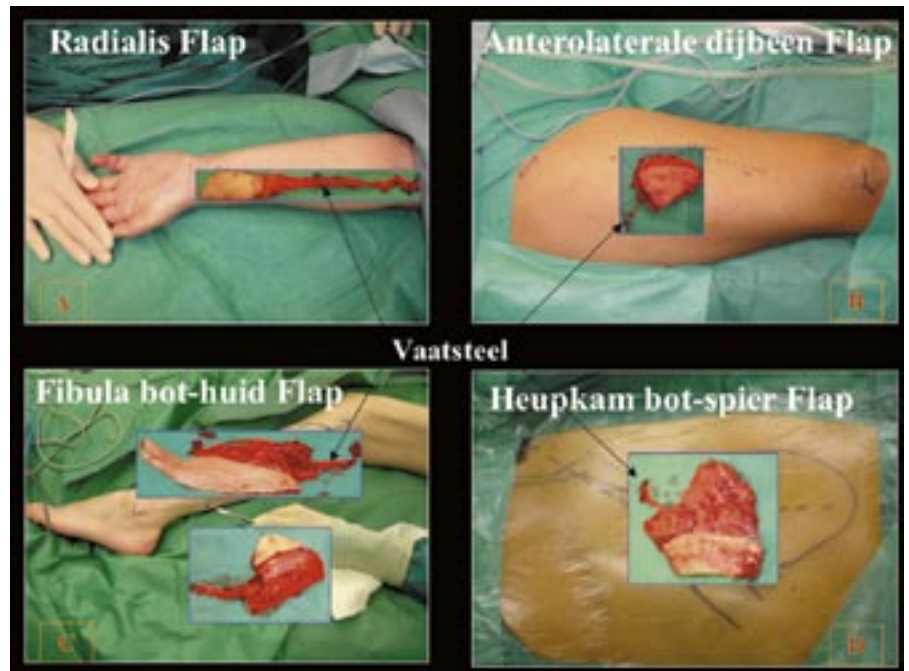 Radialis Flap
Anterolaterale dijbeen Flap
A
B
Vaatsteel
Fibula bot-huid Flap
Heupkam bot-spier Flap
C
D